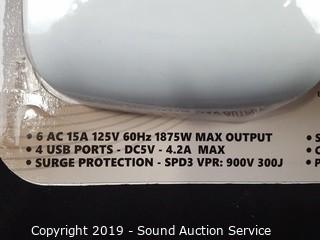 • 6 AC 15A 125V 60Hz 1875W MAX OUTPUT
• 4 USB PORTS - DC5V - 4.2A MAX
• SURGE PROTECTION - SPD3 VPR: 900V 300J
• S
• C
• P
Copyright 2019 - Sound Auction Service